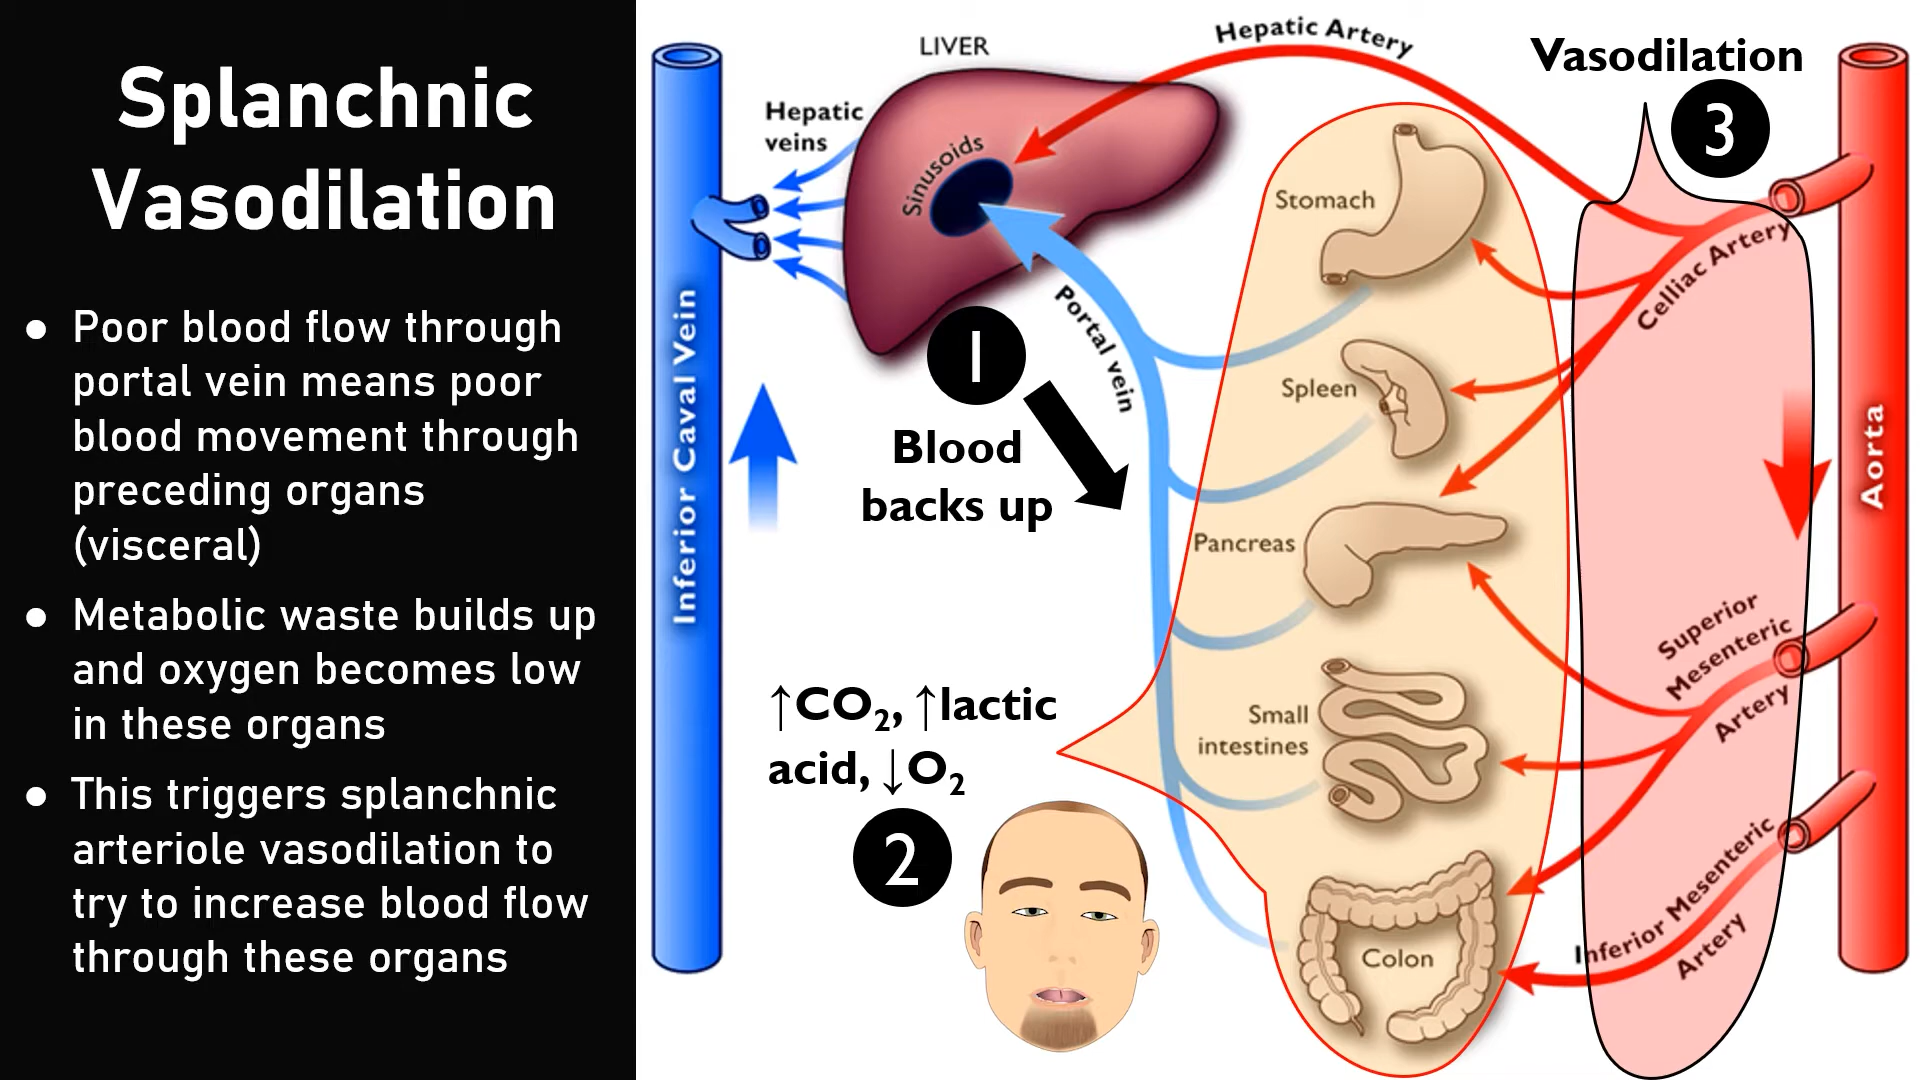 Splanchnic
Vasodilation
● Poor blood flow through
portal vein means poor
blood movement through
preceding organs
(visceral)
● Metabolic waste builds up
and oxygen becomes low
in these organs
● This triggers splanchnic
arteriole vasodilation to
try to increase blood flow
through these organs
LIVER
Hepatic Artery
Vasodilation
3
Hepatic
veins
Sinusoids
Portal vein
Inferior Caval Vein
1
Blood
backs up
↑CO₂, ↑lactic
acid, ↓O₂
2
Stomach
Spleen
Pancreas
Small
intestines
Colon
Celliac Artery
Superior
Mesenteric
Artery
Inferior Mesenteric
Artery
Aorta